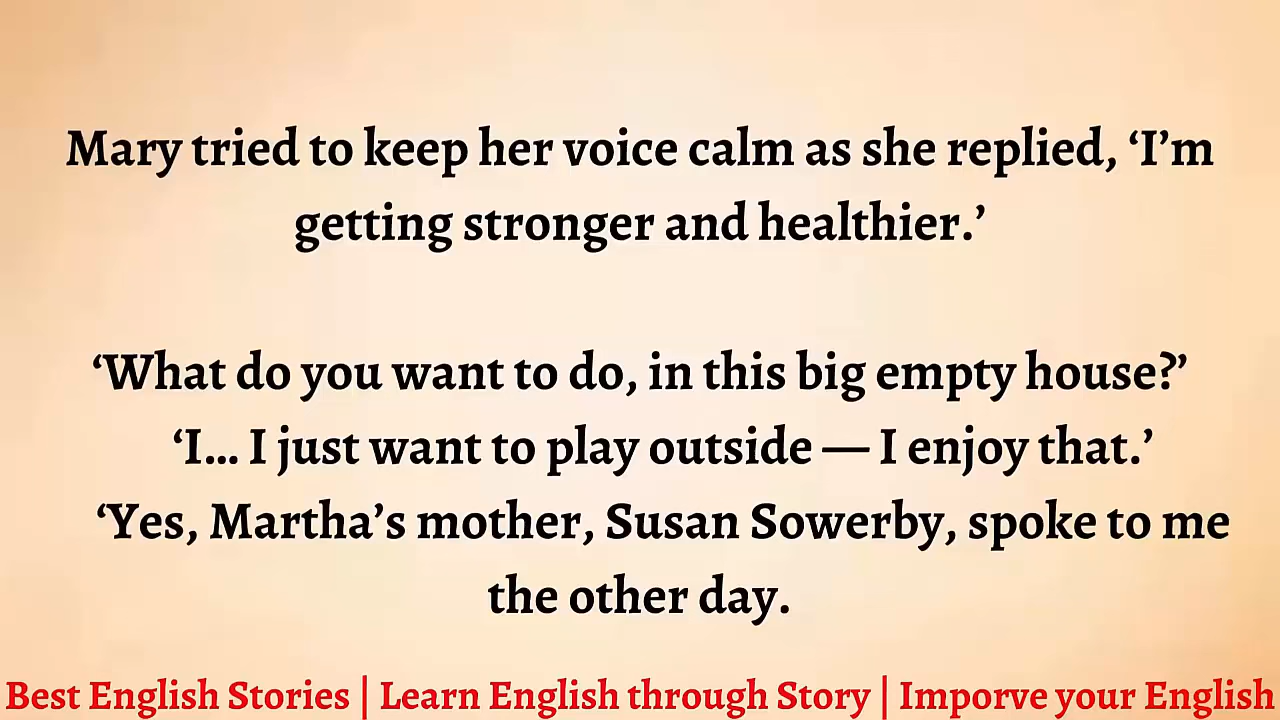 Mary tried to keep her voice calm as she replied, ‘I’m
getting stronger and healthier.’
‘What do you want to do, in this big empty house?’
‘I... I just want to play outside — I enjoy that.’
‘Yes, Martha’s mother, Susan Sowerby, spoke to me
the other day.
Best English Stories | Learn English through Story | Imporve your English